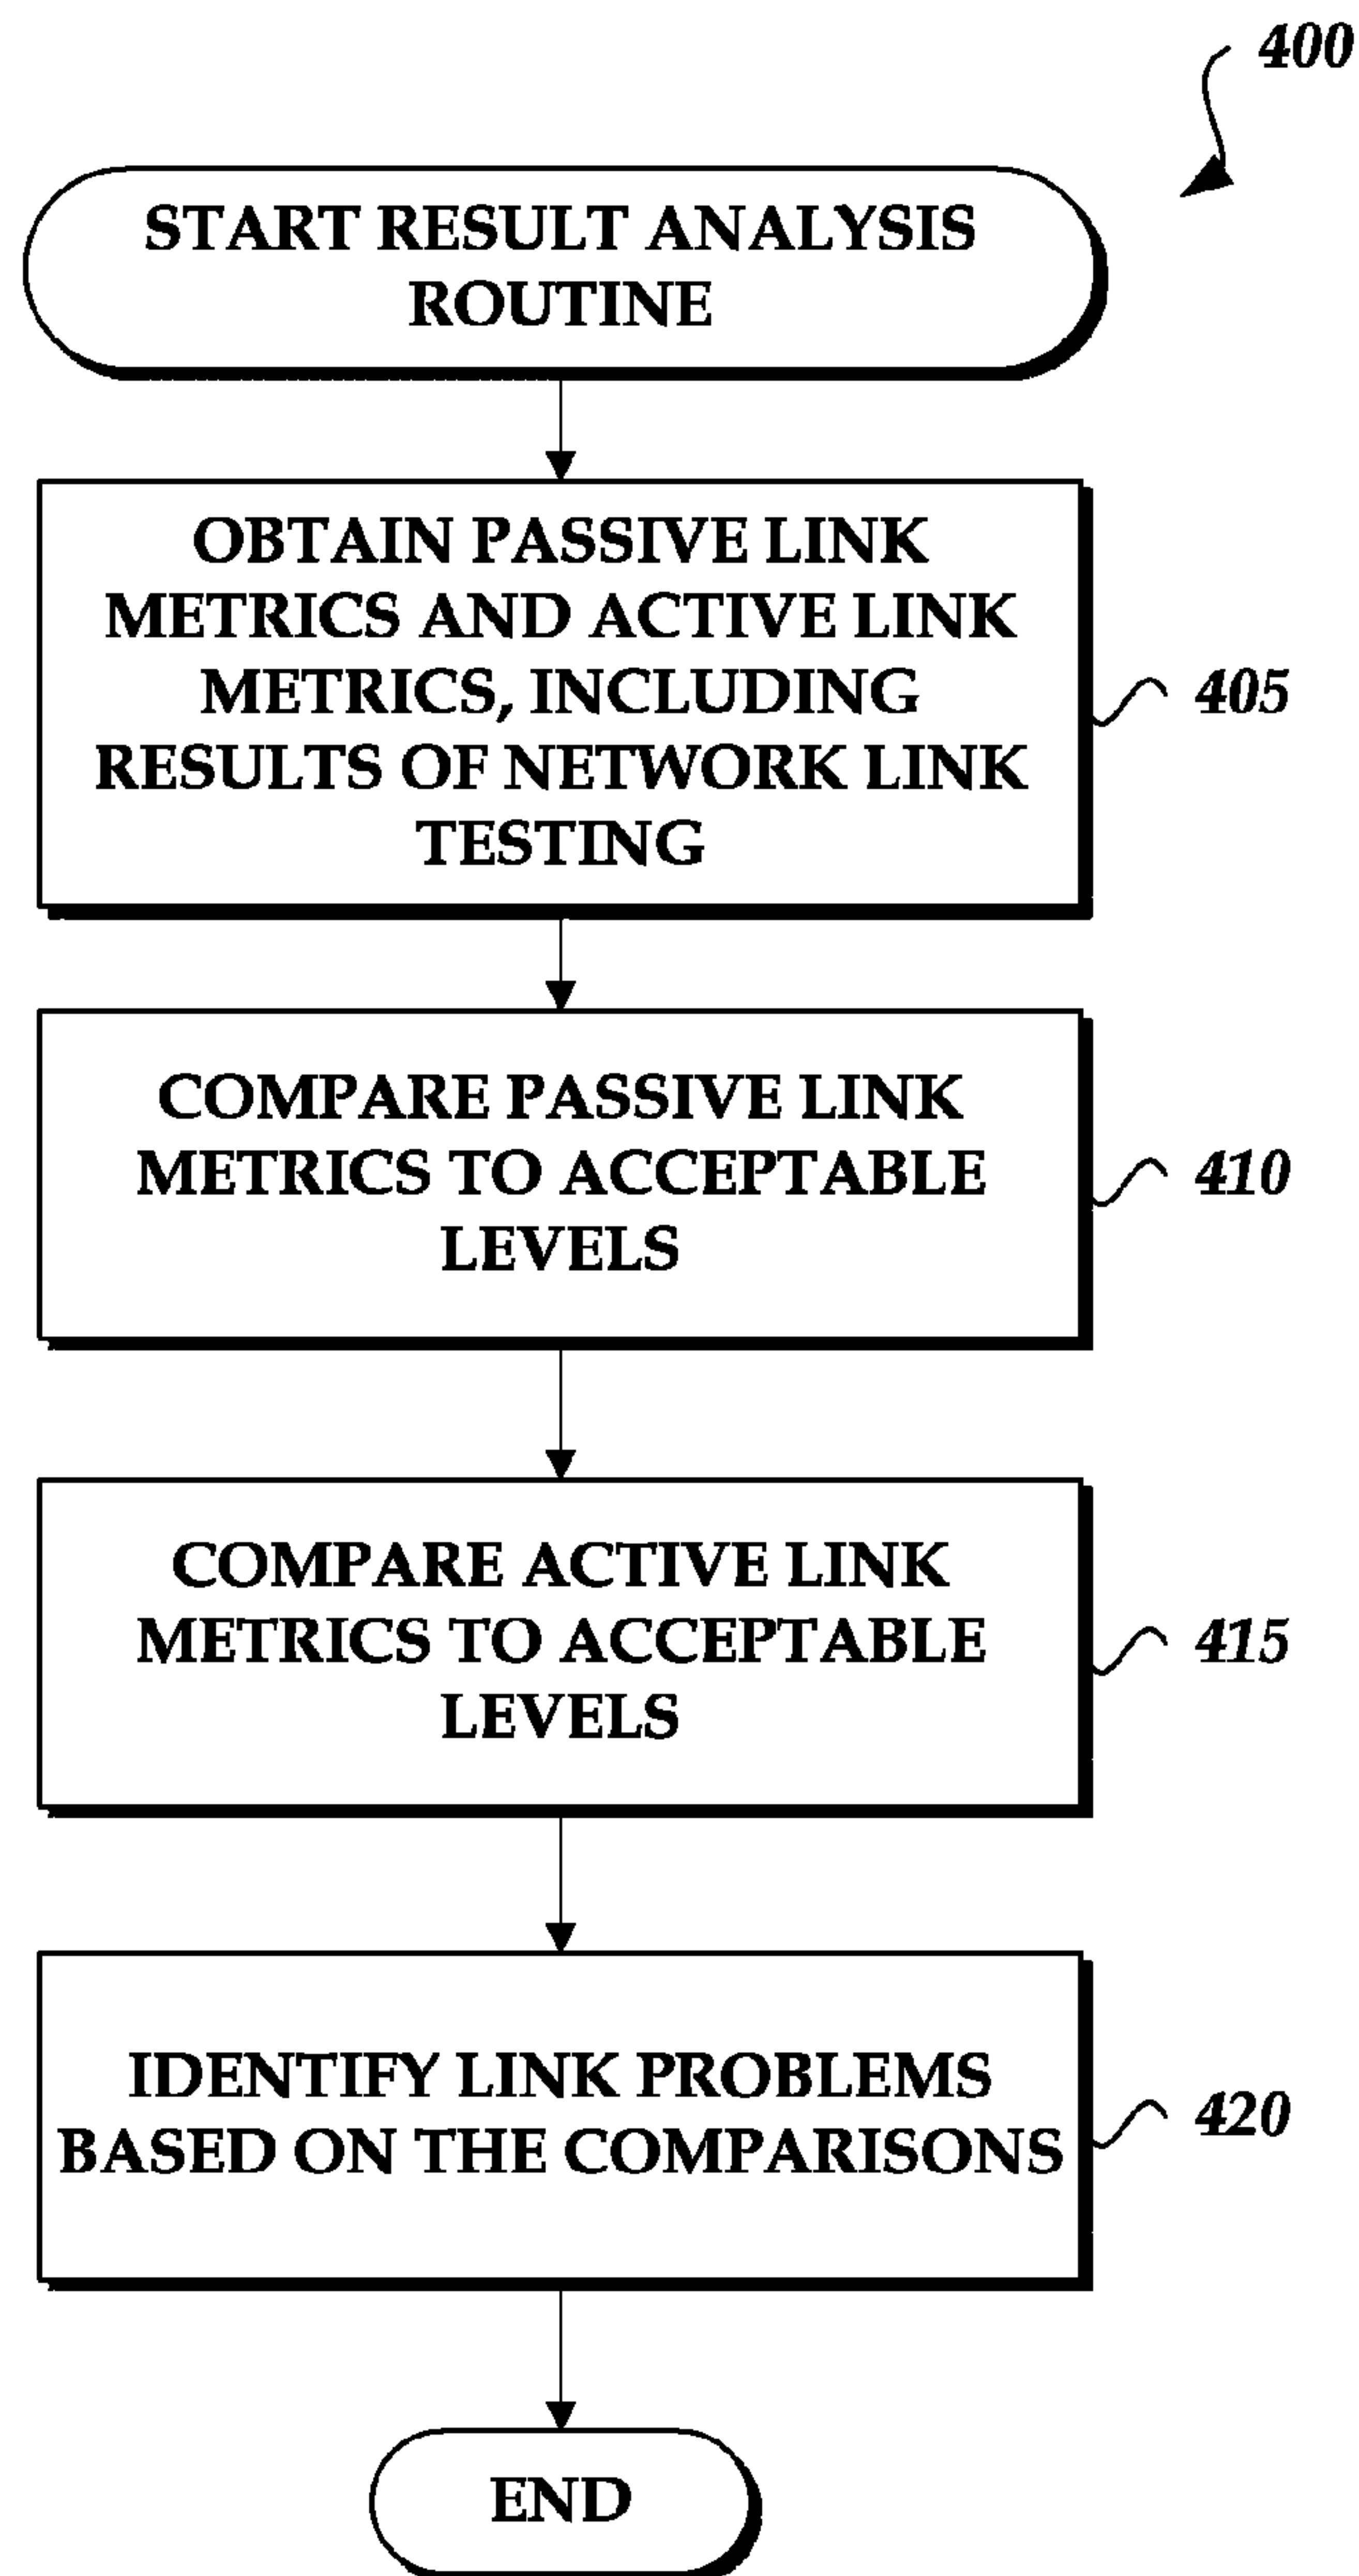 400
START RESULT ANALYSIS
ROUTINE
OBTAIN PASSIVE LINK
METRICS AND ACTIVE LINK
METRICS, INCLUDING
RESULTS OF NETWORK LINK
TESTING
405
COMPARE PASSIVE LINK
METRICS TO ACCEPTABLE
LEVELS
410
COMPARE ACTIVE LINK
METRICS TO ACCEPTABLE
LEVELS
415
IDENTIFY LINK PROBLEMS
BASED ON THE COMPARISONS
420
END